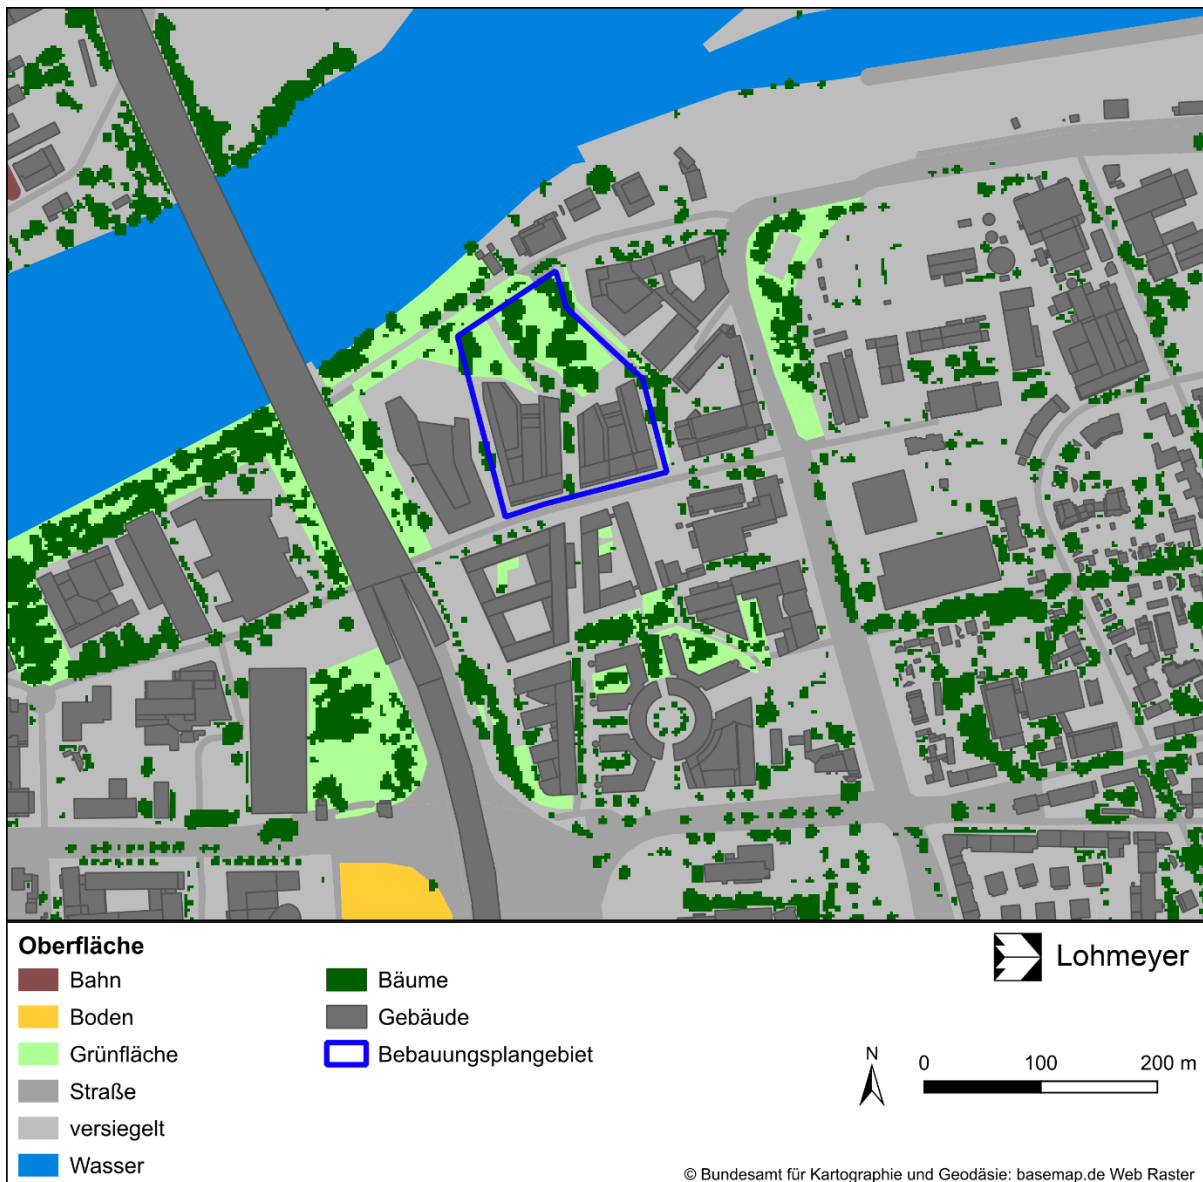 Oberfläche
Bahn
Boden
Grünfläche
Straße
versiegelt
Wasser
Bäume
Gebäude
Bebauungsplangebiet
Lohmeyer
N
0 100 200 m
© Bundesamt für Kartographie und Geodäsie: basemap.de Web Raster